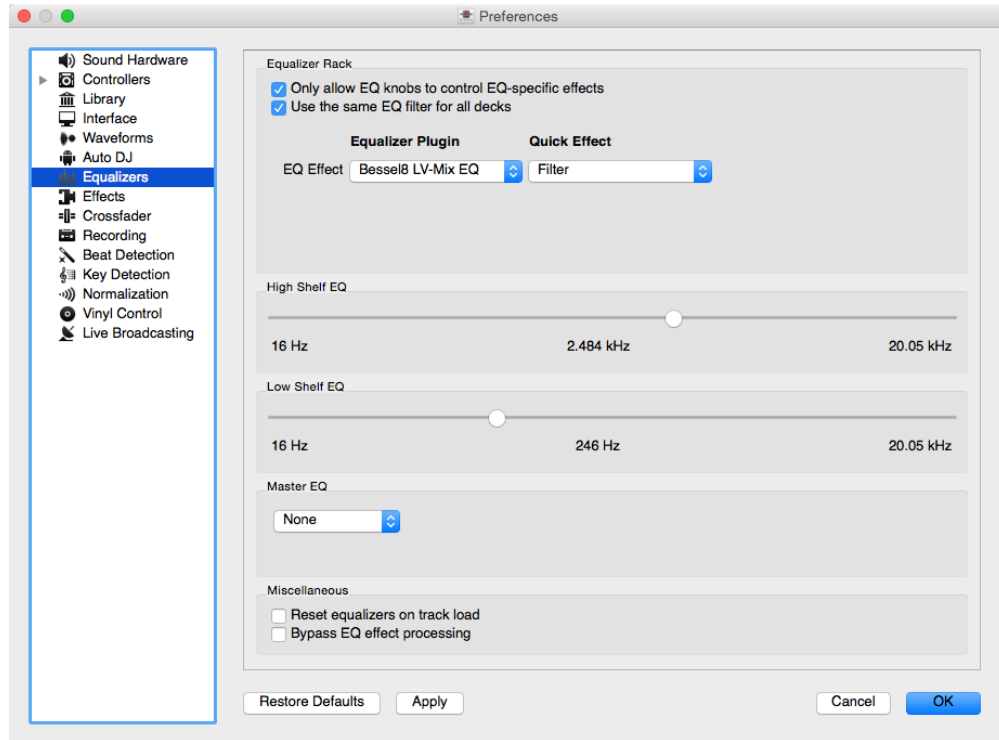 Preferences
Sound Hardware
Controllers
Library
Interface
Waveforms
Auto DJ
Equalizers
Effects
Crossfader
Recording
Beat Detection
Key Detection
Normalization
Vinyl Control
Live Broadcasting
Equalizer Rack
Only allow EQ knobs to control EQ-specific effects
Use the same EQ filter for all decks
Equalizer Plugin Quick Effect
EQ Effect Bessel8 LV-Mix EQ Filter
High Shelf EQ
16 Hz 2.484 kHz 20.05 kHz
Low Shelf EQ
16 Hz 246 Hz 20.05 kHz
Master EQ
None
Miscellaneous
Reset equalizers on track load
Bypass EQ effect processing
Restore Defaults Apply Cancel OK